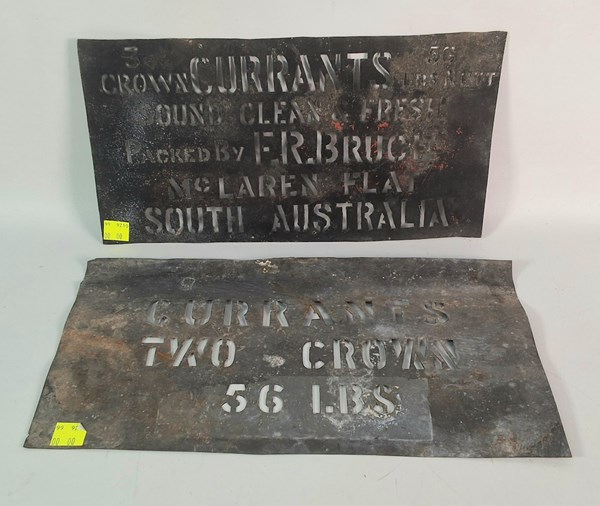 3 56
CROWN CURRANTS LBS NETT
SOUND CLEAN & FRESH
PACKED BY F.R.BRUCE
MCLAREN FLAT
SOUTH AUSTRALIA
CURRANTS
TWO CROWN
56 LBS